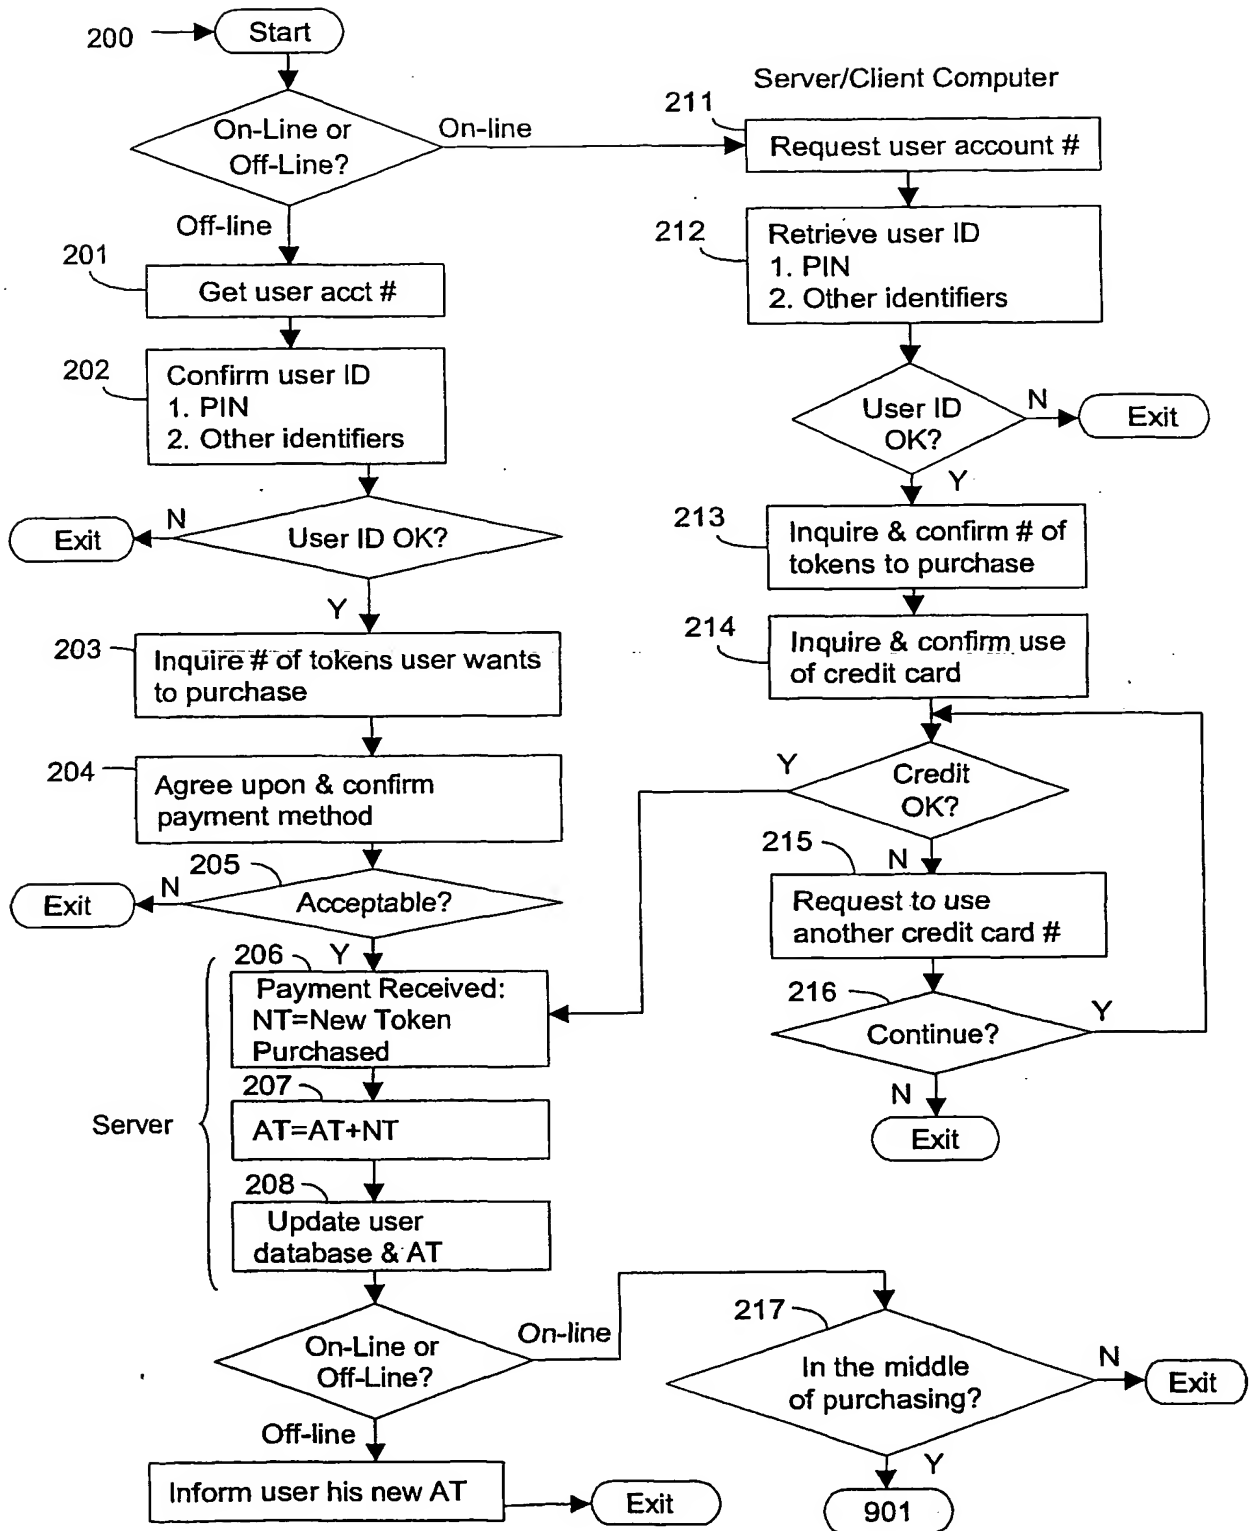 200
Start
On-Line or
Off-Line?
On-line
Off-line
201
Get user acct #
202
Confirm user ID
1. PIN
2. Other identifiers
User ID OK?
N
Exit
Y
203
Inquire # of tokens user wants
to purchase
204
Agree upon & confirm
payment method
205
Acceptable?
N
Exit
Y
Server
206
Payment Received:
NT=New Token
Purchased
207
AT=AT+NT
208
Update user
database & AT
On-Line or
Off-Line?
On-line
Off-line
Inform user his new AT
Exit
Server/Client Computer
211
Request user account #
212
Retrieve user ID
1. PIN
2. Other identifiers
User ID
OK?
N
Exit
Y
213
Inquire & confirm # of
tokens to purchase
214
Inquire & confirm use
of credit card
Credit
OK?
Y
N
215
Request to use
another credit card #
216
Continue?
Y
N
Exit
217
In the middle
of purchasing?
N
Exit
Y
901